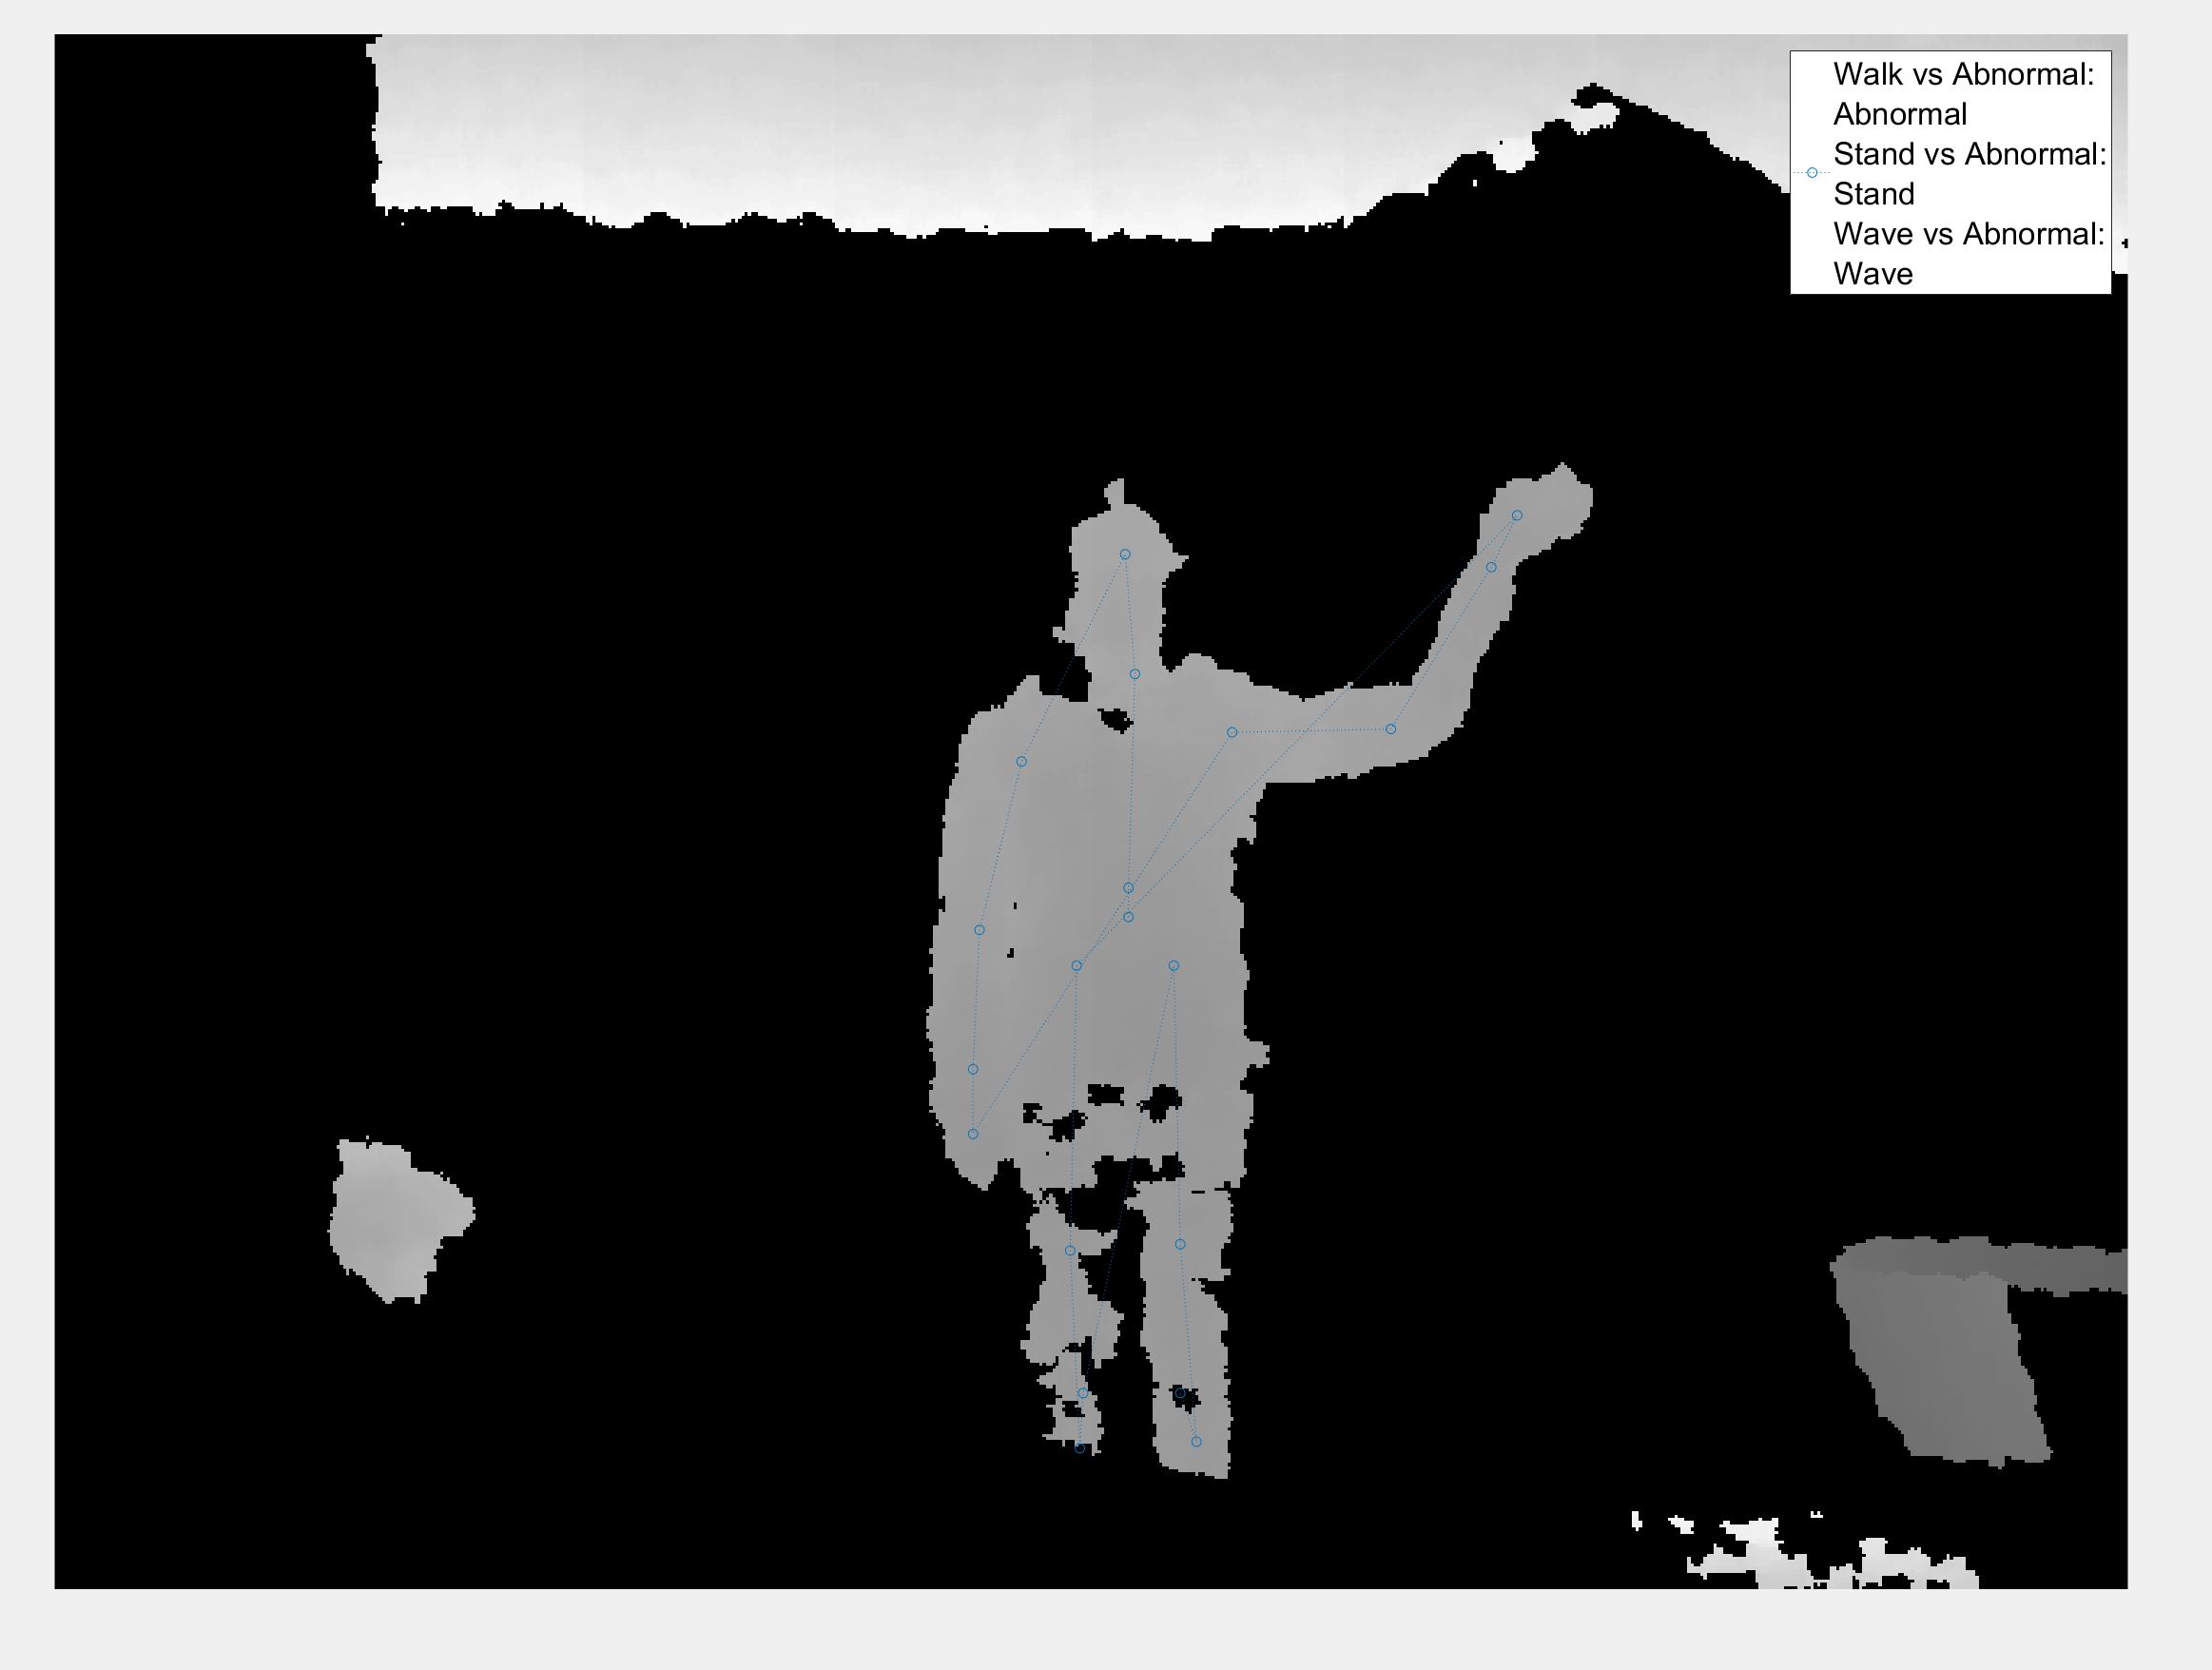 Walk vs Abnormal:
Abnormal
Stand vs Abnormal:
Stand
Wave vs Abnormal:
Wave